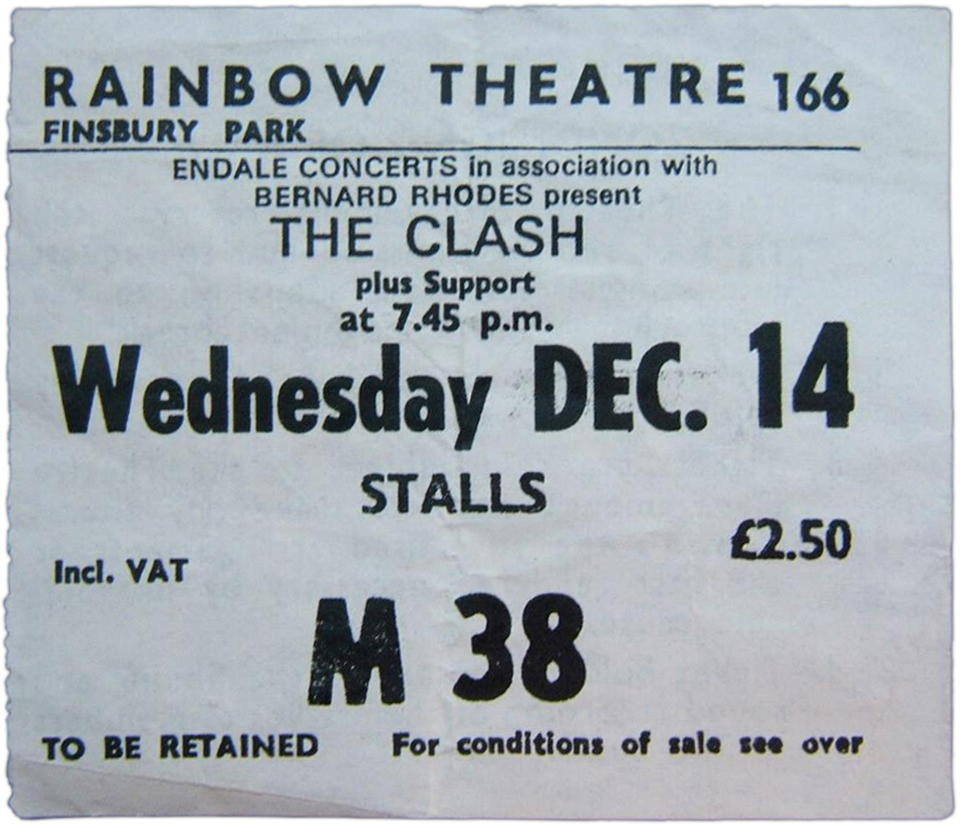 RAINBOW THEATRE 166
FINSBURY PARK
ENDALE CONCERTS in association with
BERNARD RHODES present
THE CLASH
plus Support
at 7.45 p.m.
Wednesday DEC. 14
STALLS
£2.50
Incl. VAT
M 38
TO BE RETAINED For conditions of sale see over